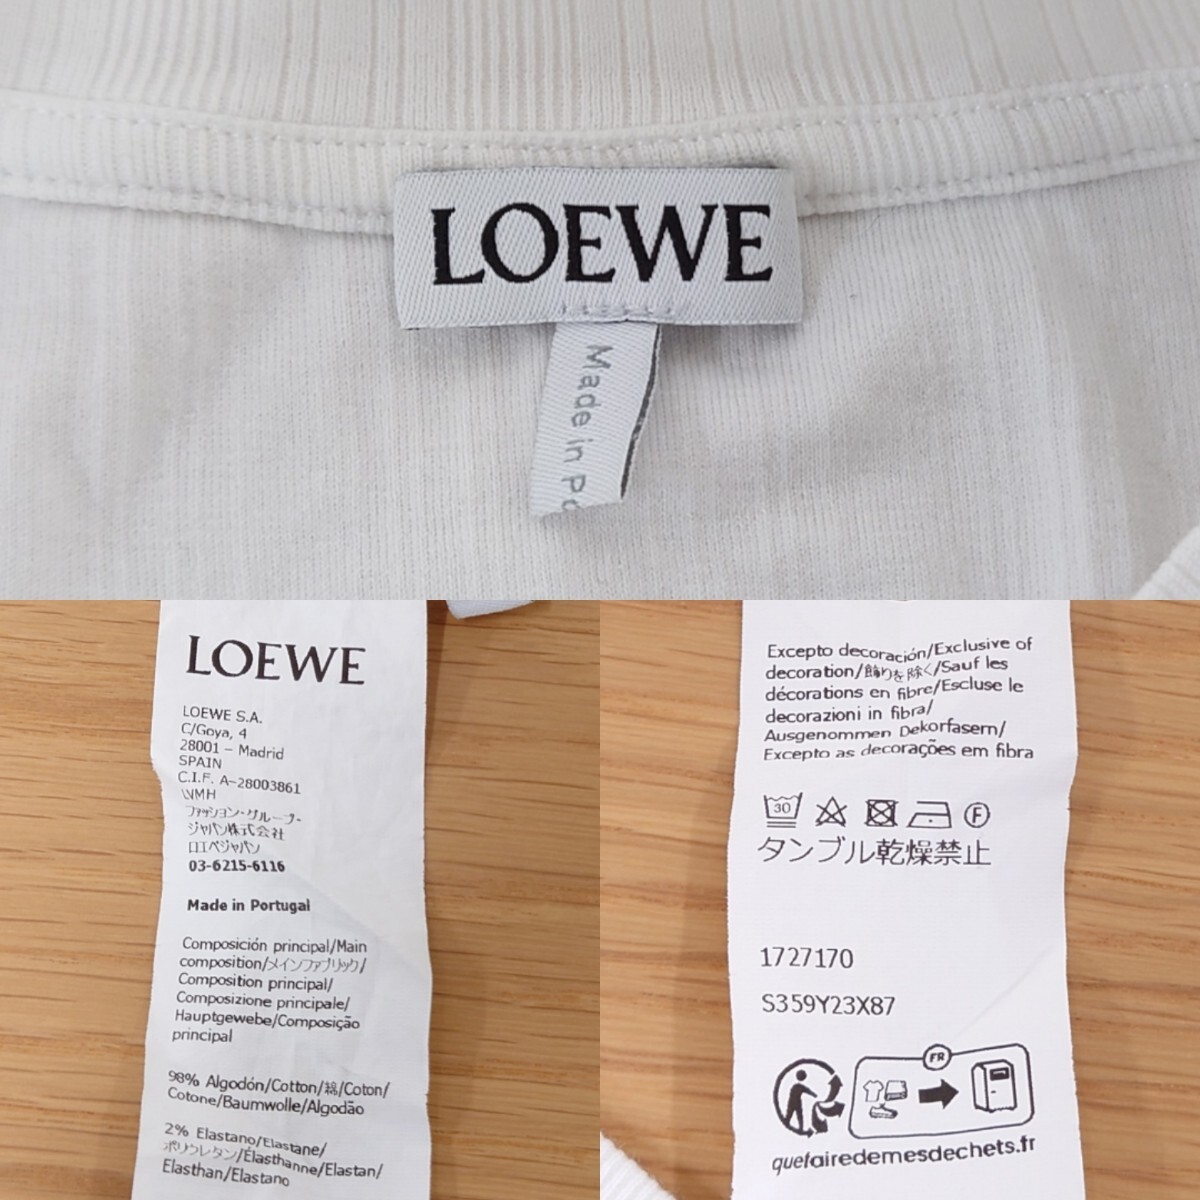 LOEWE
Made in Po
LOEWE
LOEWE S.A.
C/Goya, 4
28001 – Madrid
SPAIN
C.I.F. A-28003861
LVMH
ファッション・グループ・
ジャパン株式会社
ロエベジャパン
03-6215-6116
Made in Portugal
Composición principal/Main
composition/メインファブリック/
Composition principal/
Composizione principale/
Hauptgewebe/Composição
principal
98% Algodón/Cotton/綿/Coton/
Cotone/Baumwolle/Algodão
2% Elastano/Elastane/
ポリウレタン/Élasthanne/Elastan/
Elasthan/Elastano
Excepto decoración/Exclusive of
decoration/飾りを除く/Sauf les
décorations en fibre/Escluse le
decorazioni in fibra/
Ausgenommen Dekorfasern/
Excepto as decorações em fibra
30 F
タンブル乾燥禁止
1727170
S359Y23X87
FR
quefairedemesdechets.fr